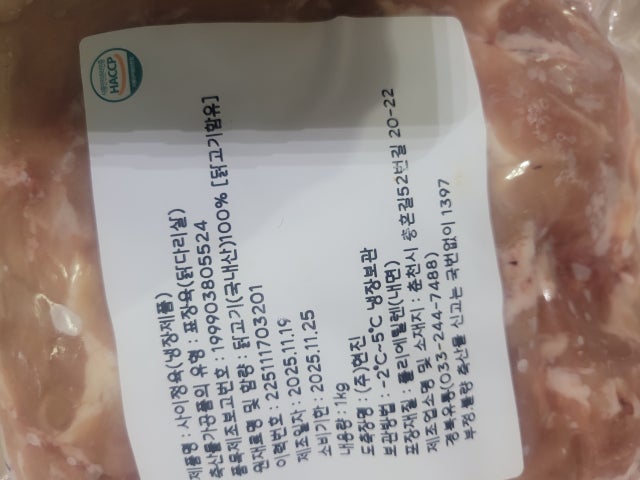 HACCP
제품명 : 사이정육(냉장제품)
축산물가공품의 유형 : 포장육(닭다리살)
품목제조보고번호 : 199903805524
원재료명 및 함량 : 닭고기(국내산)100% [닭고기함유]
이력번호 : 225111703201
제조일자 : 2025.11.19
소비기한 : 2025.11.25
내용량 : 1kg
도축장명 : (주)연진
보관방법 : -2℃-5℃ 냉장보관
포장재질 : 폴리에틸렌(내면)
제조업소명 및 소재지 : 춘천시 충혼길52번길 20-22
경북유통(033-244-7488)
부정.불량 축산물 신고는 국번없이 1397